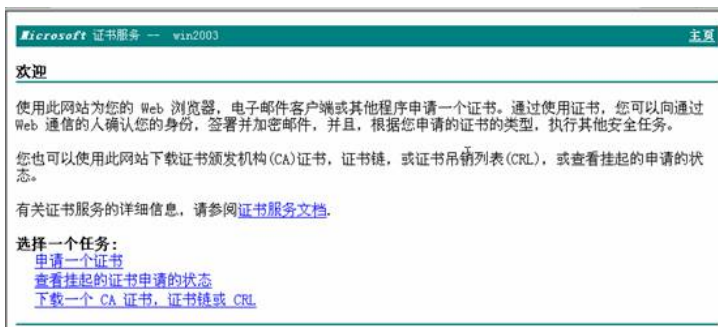 Microsoft 证书服务 -- win2003 主页
欢迎
使用此网站为您的 Web 浏览器，电子邮件客户端或其他程序申请一个证书。通过使用证书，您可以向通过
Web 通信的人确认您的身份，签署并加密邮件，并且，根据您申请的证书的类型，执行其他安全任务。
您也可以使用此网站下载证书颁发机构(CA)证书，证书链，或证书吊销列表(CRL)，或查看挂起的申请的状
态。
有关证书服务的详细信息，请参阅证书服务文档.
选择一个任务:
申请一个证书
查看挂起的证书申请的状态
下载一个 CA 证书，证书链或 CRL